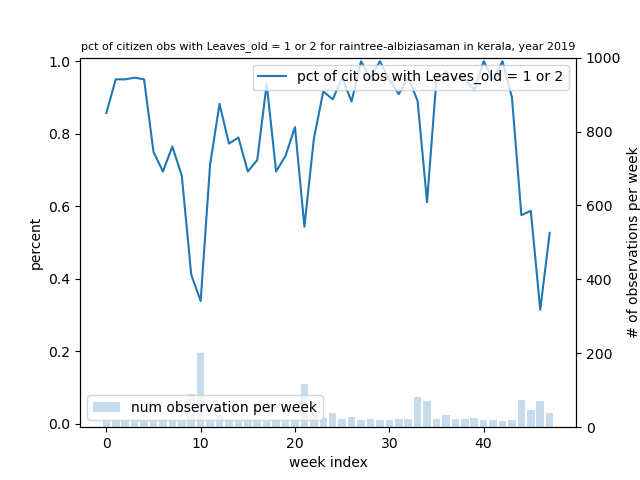 pct of citizen obs with Leaves_old = 1 or 2 for raintree-albiziasaman in kerala, year 2019
pct of cit obs with Leaves_old = 1 or 2
1.0
0.8
0.6
0.4
0.2
0.0
percent
1000
800
600
400
200
0
# of observations per week
num observation per week
0 10 20 30 40
week index